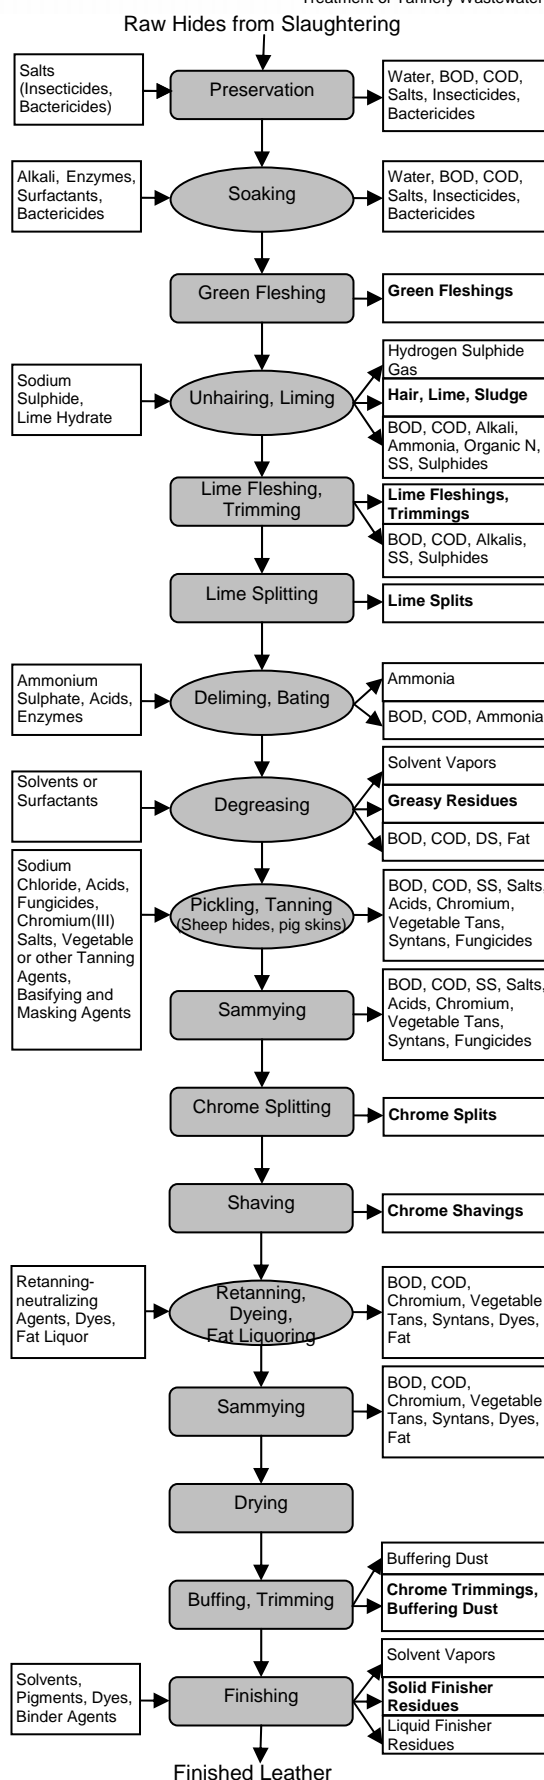 Treatment of Tannery Wastewater
Raw Hides from Slaughtering
Salts
(Insecticides,
Bactericides)
Preservation
Water, BOD, COD,
Salts, Insecticides,
Bactericides
Alkali, Enzymes,
Surfactants,
Bactericides
Soaking
Water, BOD, COD,
Salts, Insecticides,
Bactericides
Green Fleshing
Green Fleshings
Sodium
Sulphide,
Lime Hydrate
Unhairing, Liming
Hydrogen Sulphide
Gas
Hair, Lime, Sludge
BOD, COD, Alkali,
Ammonia, Organic N,
SS, Sulphides
Lime Fleshing,
Trimming
Lime Fleshings,
Trimmings
BOD, COD, Alkalis,
SS, Sulphides
Lime Splitting
Lime Splits
Ammonium
Sulphate, Acids,
Enzymes
Deliming, Bating
Ammonia
BOD, COD, Ammonia
Solvents or
Surfactants
Degreasing
Solvent Vapors
Greasy Residues
BOD, COD, DS, Fat
Sodium
Chloride, Acids,
Fungicides,
Chromium(III)
Salts, Vegetable
or other Tanning
Agents,
Basifying and
Masking Agents
Pickling, Tanning
(Sheep hides, pig skins)
BOD, COD, SS, Salts,
Acids, Chromium,
Vegetable Tans,
Syntans, Fungicides
Sammying
BOD, COD, SS, Salts,
Acids, Chromium,
Vegetable Tans,
Syntans, Fungicides
Chrome Splitting
Chrome Splits
Shaving
Chrome Shavings
Retanning-
neutralizing
Agents, Dyes,
Fat Liquor
Retanning,
Dyeing,
Fat Liquoring
BOD, COD,
Chromium, Vegetable
Tans, Syntans, Dyes,
Fat
Sammying
BOD, COD,
Chromium, Vegetable
Tans, Syntans, Dyes,
Fat
Drying
Buffing, Trimming
Buffering Dust
Chrome Trimmings,
Buffering Dust
Solvents,
Pigments, Dyes,
Binder Agents
Finishing
Solvent Vapors
Solid Finisher
Residues
Liquid Finisher
Residues
Finished Leather